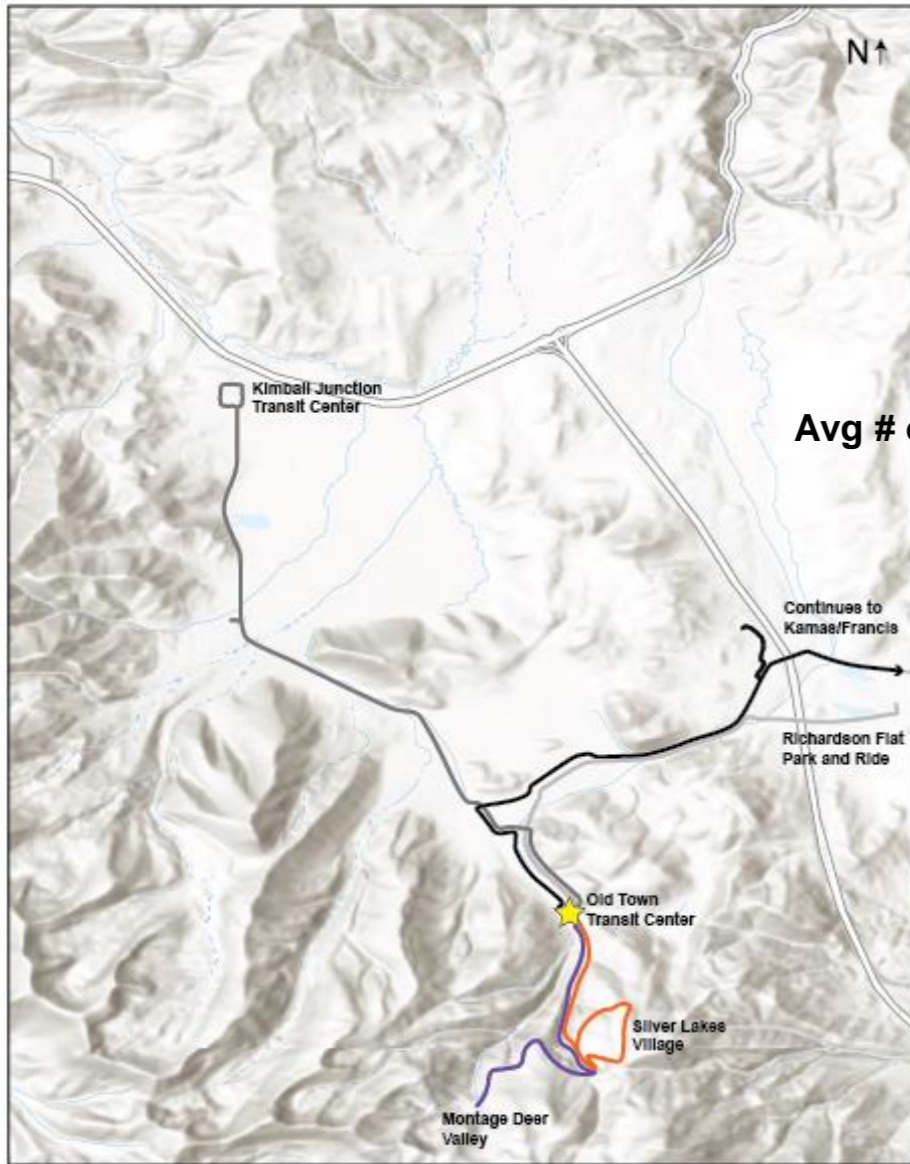 N↑
Kimball Junction
Transit Center
Avg #
Continues to
Kamas/Francis
Richardson Flat
Park and Ride
Old Town
Transit Center
Silver Lakes
Village
Montage Deer
Valley